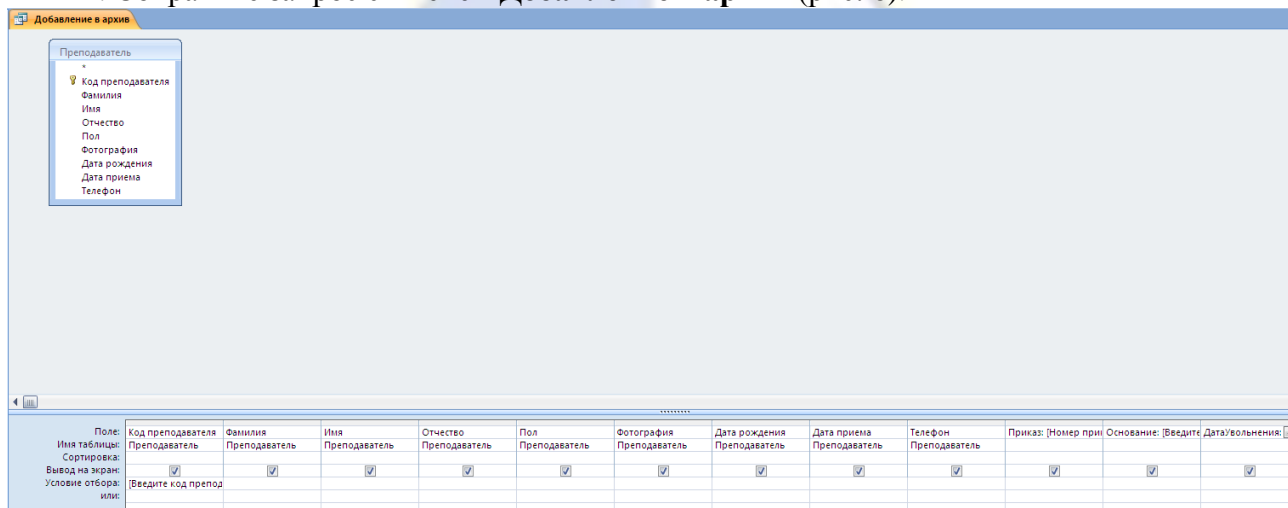 Добавление в архив
Преподаватель
*
Код преподавателя
Фамилия
Имя
Отчество
Пол
Фотография
Дата рождения
Дата приема
Телефон
Поле: Код преподавателя Фамилия Имя Отчество Пол Фотография Дата рождения Дата приема Телефон Приказ: [Номер при Основание: [Введите ДатаУвольнения:
Имя таблицы: Преподаватель Преподаватель Преподаватель Преподаватель Преподаватель Преподаватель Преподаватель Преподаватель Преподаватель
Сортировка:
Вывод на экран:
Условие отбора: [Введите код препод
или: